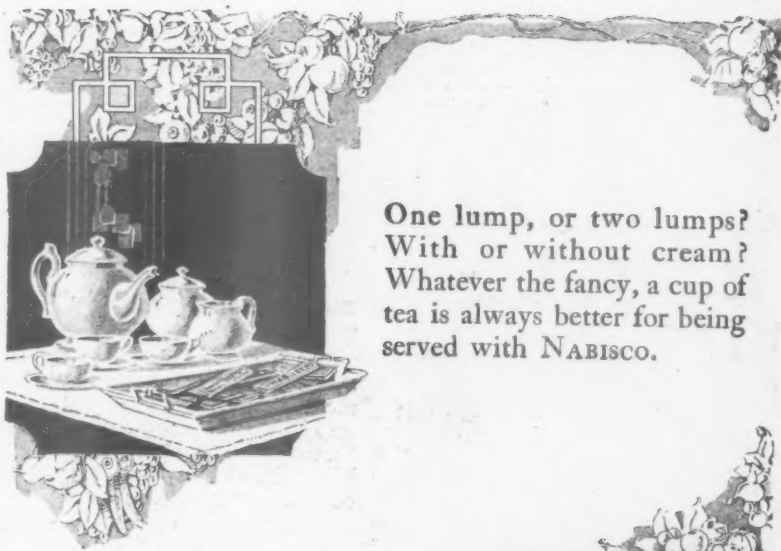 One lump, or two lumps?
With or without cream?
Whatever the fancy, a cup of
tea is always better for being
served with NABISCO.